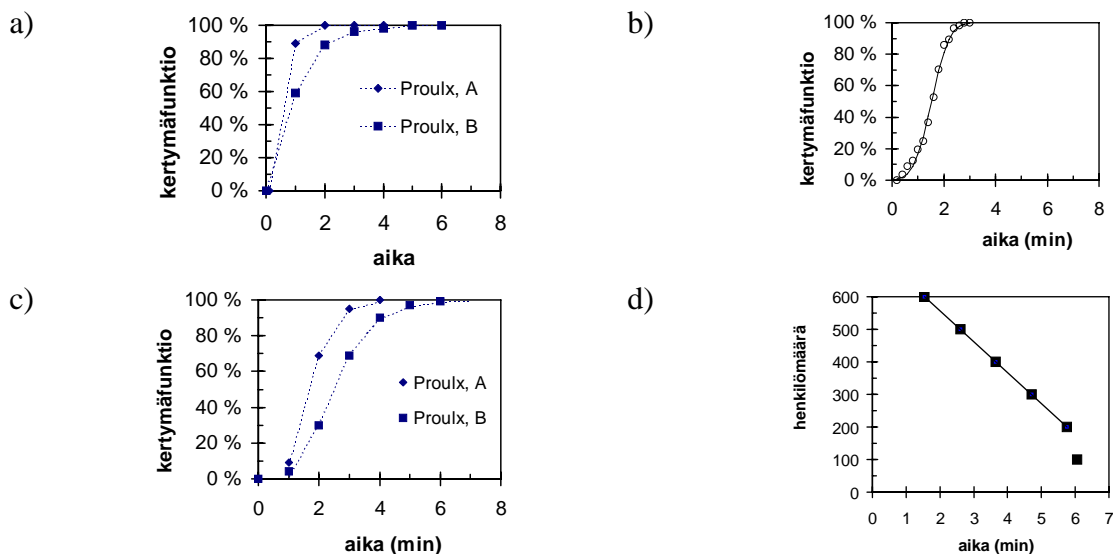 a)
100 %
80 %
60 %
40 %
20 %
0 %
kertymäfunktio
Proulx, A
Proulx, B
0 2 4 6 8
aika
b)
100 %
80 %
60 %
40 %
20 %
0 %
kertymäfunktio
0 2 4 6 8
aika (min)
c)
100 %
80 %
60 %
40 %
20 %
0 %
kertymäfunktio
Proulx, A
Proulx, B
0 2 4 6 8
aika (min)
d)
600
500
400
300
200
100
0
henkilömäärä
0 1 2 3 4 5 6 7
aika (min)